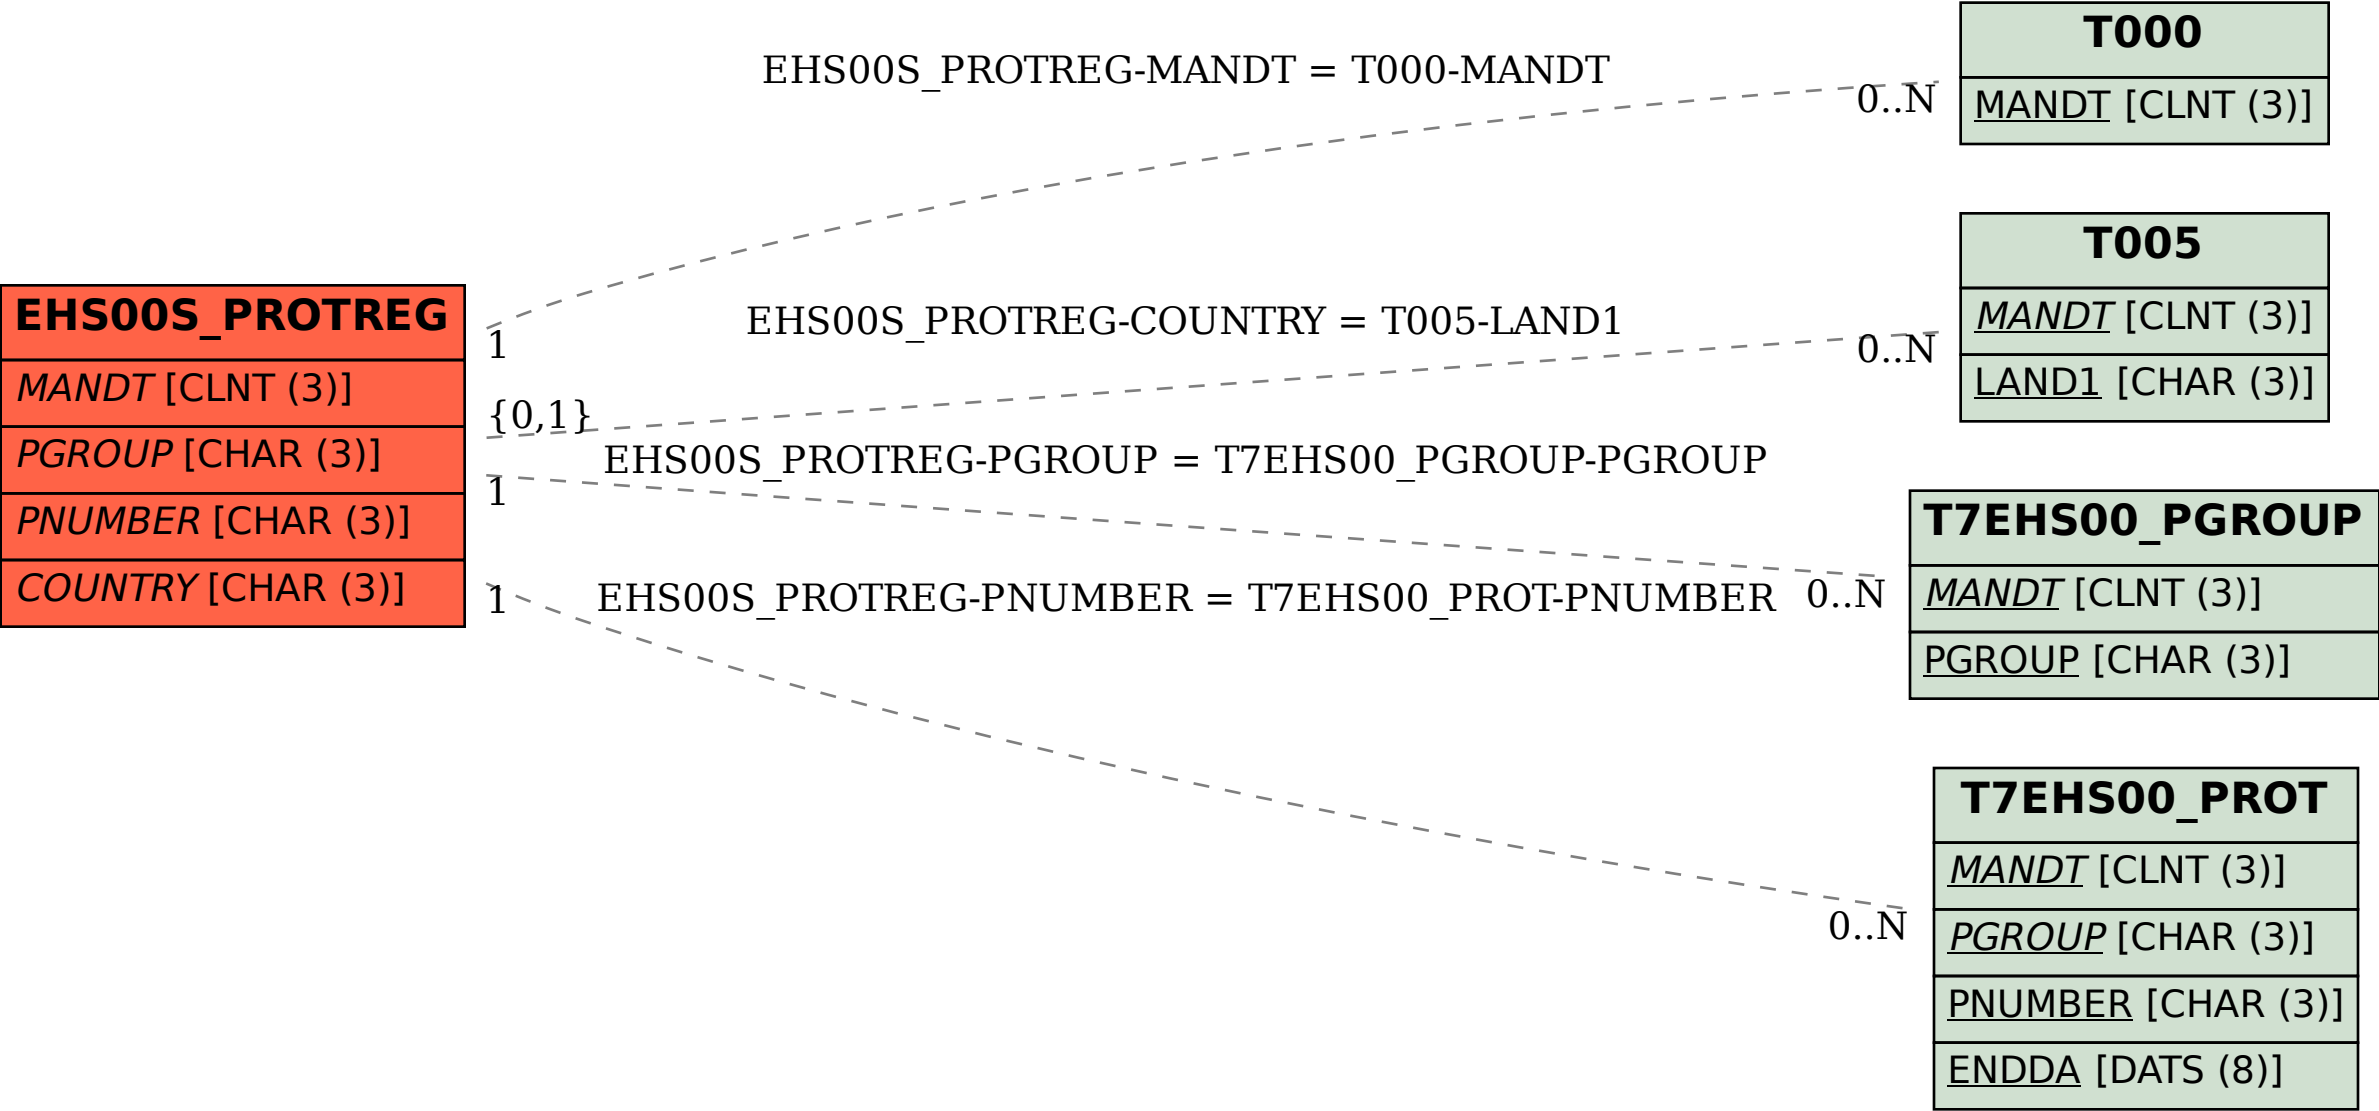 EHS00S_PROTREG
MANDT [CLNT (3)]
PGROUP [CHAR (3)]
PNUMBER [CHAR (3)]
COUNTRY [CHAR (3)]
EHS00S_PROTREG-MANDT = T000-MANDT
1
0..N
EHS00S_PROTREG-COUNTRY = T005-LAND1
{0,1}
0..N
EHS00S_PROTREG-PGROUP = T7EHS00_PGROUP-PGROUP
1
0..N
EHS00S_PROTREG-PNUMBER = T7EHS00_PROT-PNUMBER
1
0..N
T000
MANDT [CLNT (3)]
T005
MANDT [CLNT (3)]
LAND1 [CHAR (3)]
T7EHS00_PGROUP
MANDT [CLNT (3)]
PGROUP [CHAR (3)]
T7EHS00_PROT
MANDT [CLNT (3)]
PGROUP [CHAR (3)]
PNUMBER [CHAR (3)]
ENDDA [DATS (8)]